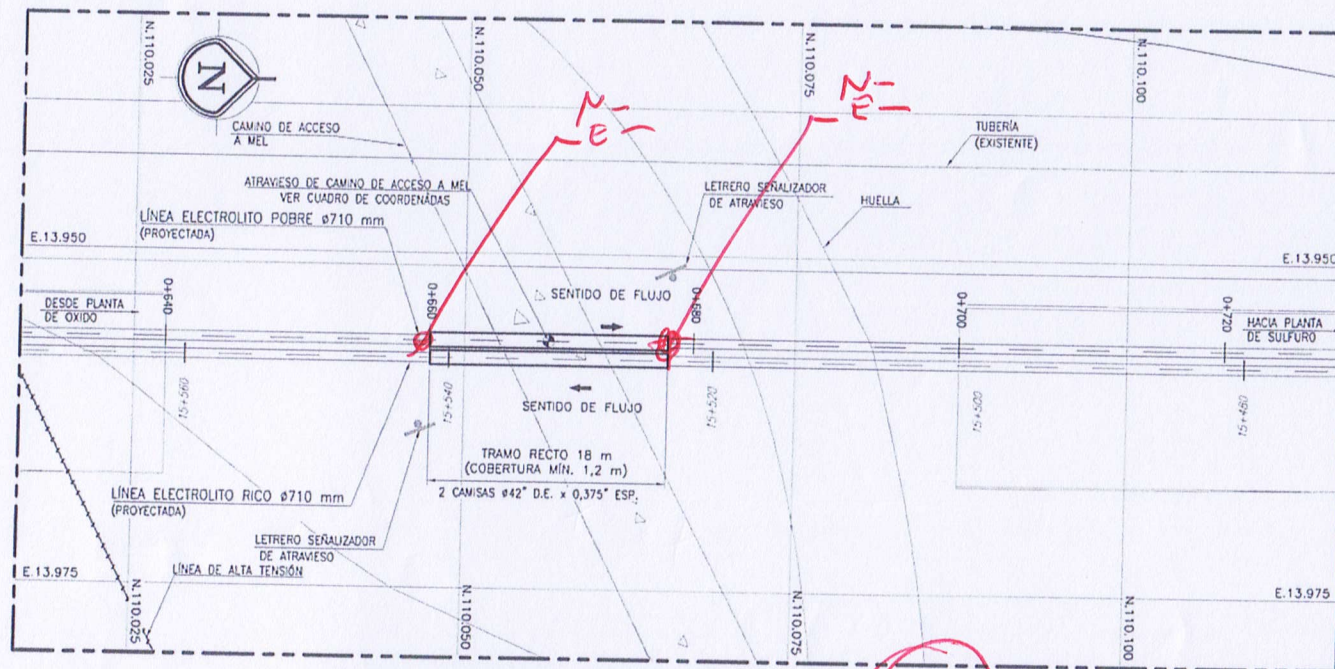 N.110.025
N.110.050
N.110.075
N.110.100
N
N-
E-
N-
E-
CAMINO DE ACCESO
A MEL
TUBERÍA
(EXISTENTE)
ATRAVIESO DE CAMINO DE ACCESO A MEL
VER CUADRO DE COORDENADAS
LETRERO SEÑALIZADOR
DE ATRAVIESO
HUELLA
LÍNEA ELECTROLITO POBRE ø710 mm
(PROYECTADA)
E.13.950
E.13.950
DESDE PLANTA
DE OXIDO
0+640
0+660
SENTIDO DE FLUJO
0+680
0+700
0+720
HACIA PLANTA
DE SULFURO
15+560
15+540
15+520
15+500
15+480
SENTIDO DE FLUJO
TRAMO RECTO 18 m
(COBERTURA MÍN. 1,2 m)
2 CAMISAS ø42" D.E. x 0,375" ESP.
LÍNEA ELECTROLITO RICO ø710 mm
(PROYECTADA)
LETRERO SEÑALIZADOR
DE ATRAVIESO
LÍNEA DE ALTA TENSIÓN
E.13.975
E.13.975
N.110.025
N.110.050
N.110.075
N.110.100